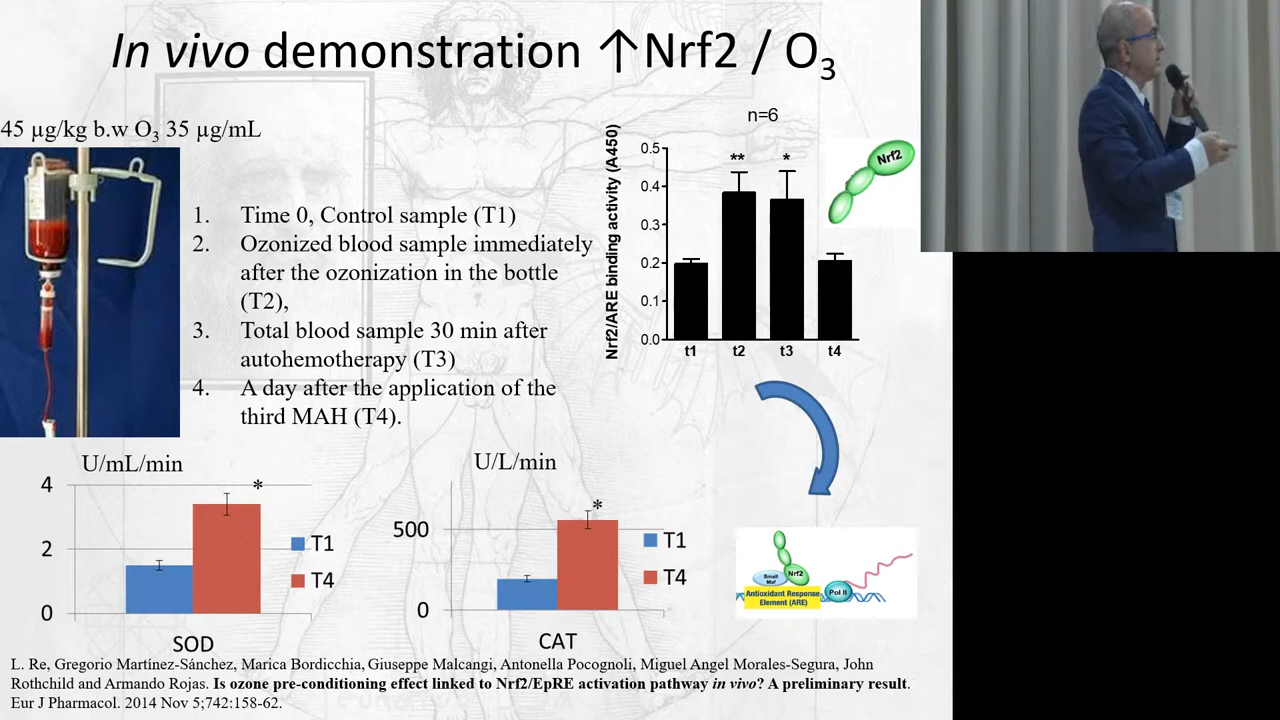 In vivo demonstration ↑Nrf2 / O₃
45 µg/kg b.w O₃ 35 µg/mL
1. Time 0, Control sample (T1)
2. Ozonized blood sample immediately
after the ozonization in the bottle
(T2),
3. Total blood sample 30 min after
autohemotherapy (T3)
4. A day after the application of the
third MAH (T4).
n=6
Nrf2/ARE binding activity (A450)
0.5
0.4
0.3
0.2
0.1
0.0
** *
t1 t2 t3 t4
Nrf2
U/mL/min
4
2
0
*
T1
T4
SOD
U/L/min
500
0
*
T1
T4
CAT
Small
Maf
Nrf2
Antioxidant Response
Element (ARE)
Pol II
L. Re, Gregorio Martínez-Sánchez, Marica Bordicchia, Giuseppe Malcangi, Antonella Pocognoli, Miguel Angel Morales-Segura, John
Rothchild and Armando Rojas. Is ozone pre-conditioning effect linked to Nrf2/EpRE activation pathway in vivo? A preliminary result.
Eur J Pharmacol. 2014 Nov 5;742:158-62.